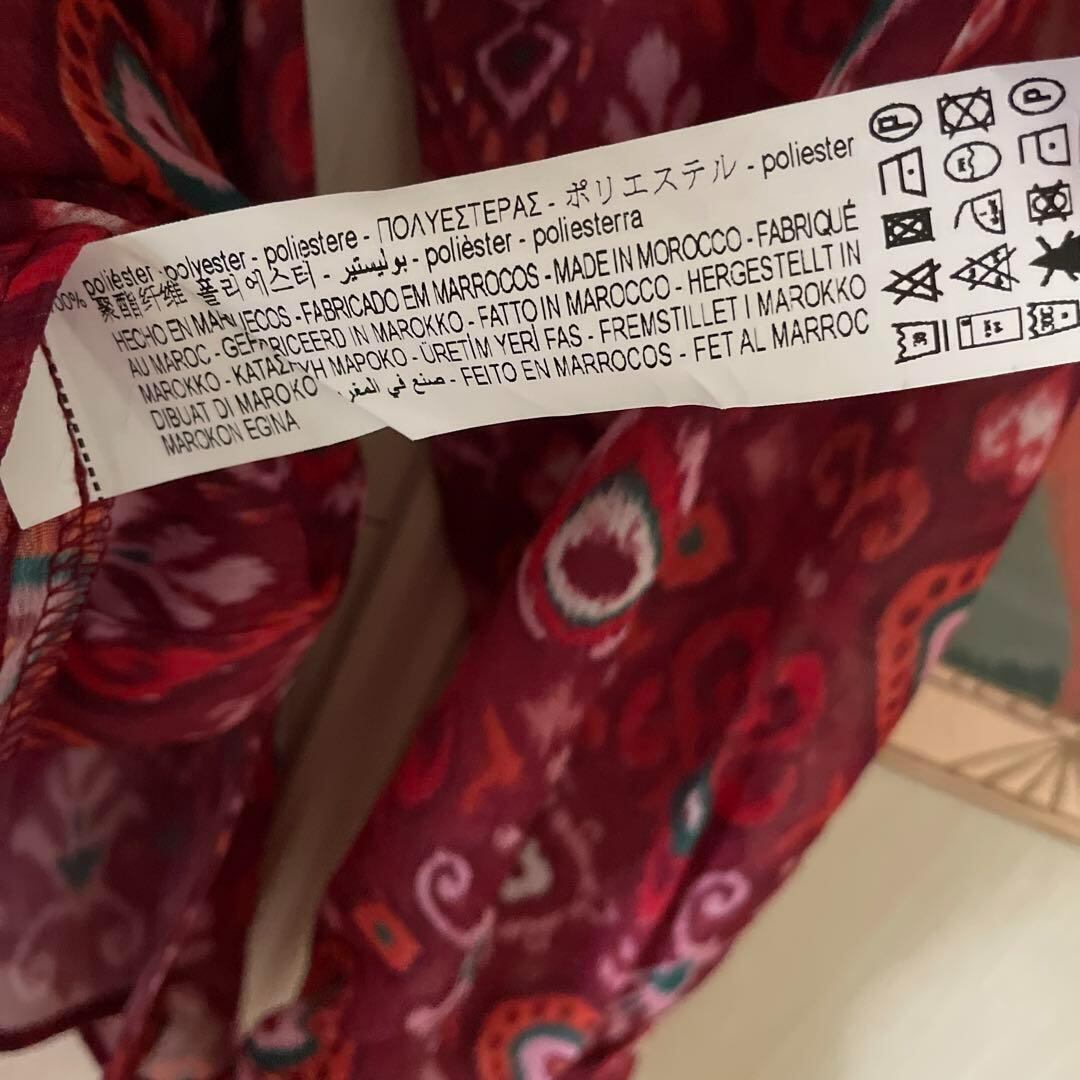 100% poliéster - polyester - poliestere - ΠΟΛΥΕΣΤΕΡΑΣ - ポリエステル - poliester
聚酯纤维 폴리에스터 - بوليستير - polièster - poliesterra
HECHO EN MARRUECOS - FABRICADO EM MARROCOS - MADE IN MOROCCO - FABRIQUÉ
AU MAROC - GEFABRICEERD IN MAROKKO - FATTO IN MAROCCO - HERGESTELLT IN
MAROKKO - ΚΑΤΑΣΚΕΥΗ ΜΑΡΟΚΟ - ÜRETİM YERİ FAS - FREMSTILLET I MAROKKO
DIBUAT DI MAROKO صنع في المغرب - FEITO EN MARROCOS - FET AL MARROC
MAROKON EGINA